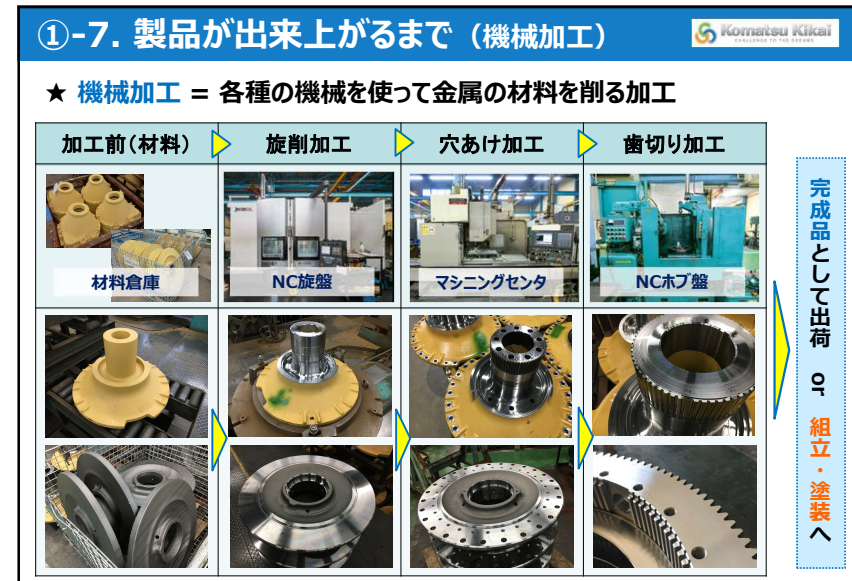 ①-7. 製品が出来上がるまで（機械加工）
Komatsu Kikai
CHALLENGE TO THE DREAMS
★ 機械加工 = 各種の機械を使って金属の材料を削る加工
加工前(材料)
旋削加工
穴あけ加工
歯切り加工
材料倉庫
NC旋盤
マシニングセンタ
NCホブ盤
完成品として出荷 or 組立・塗装へ